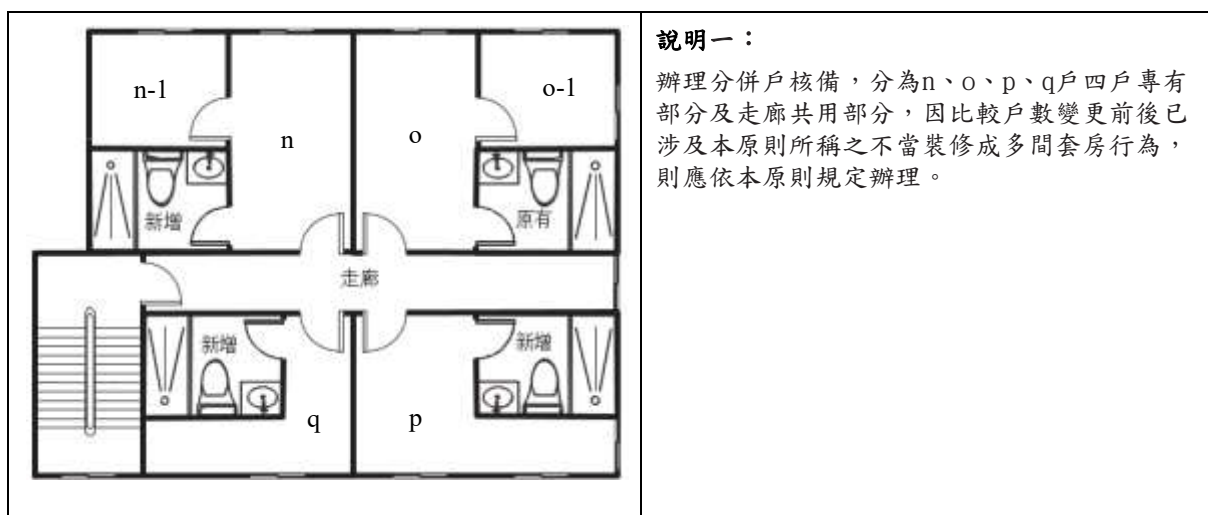 n-1
n
o
o-1
新增
原有
走廊
新增
新增
q
p
說明一：
辦理分併戶核備，分為n、o、p、q戶四戶專有
部分及走廊共用部分，因比較戶數變更前後已
涉及本原則所稱之不當裝修成多間套房行為，
則應依本原則規定辦理。